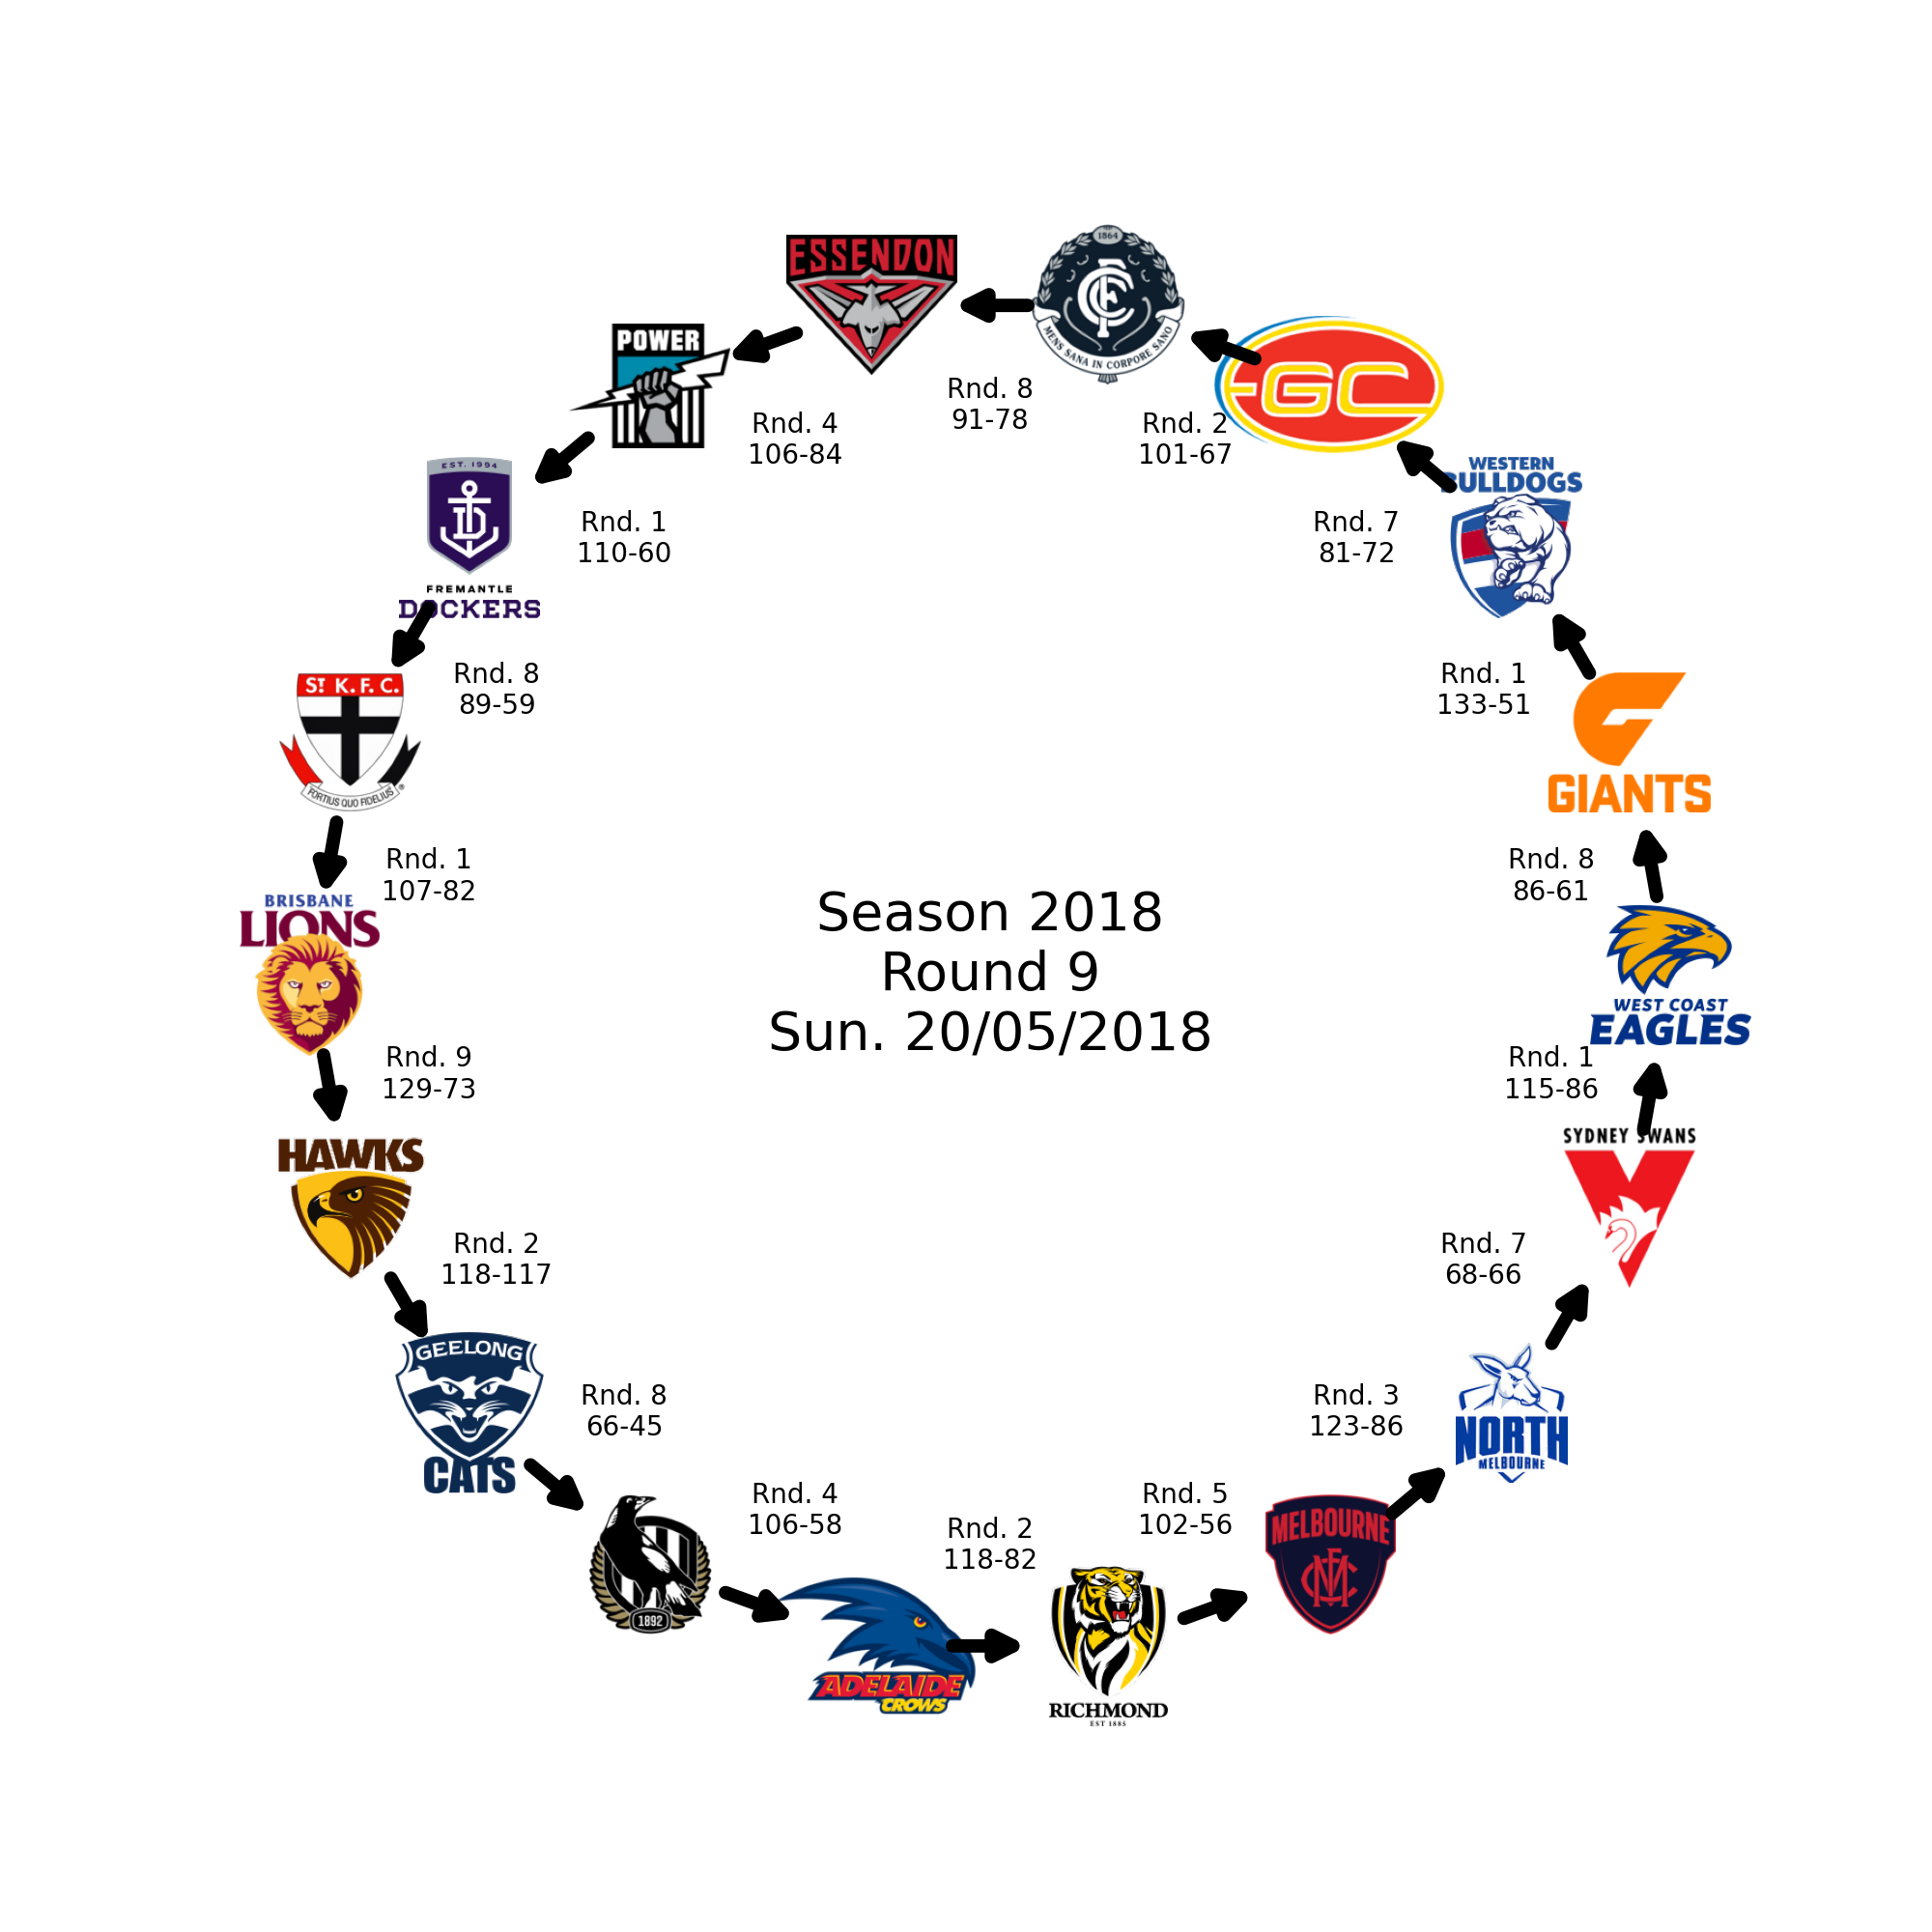 1864
ESSENDON
MENS SANA IN CORPORE SANO
POWER
GC
Rnd. 8
91-78
Rnd. 4
106-84
Rnd. 2
101-67
EST. 1994
FREMANTLE
DOCKERS
WESTERN
BULLDOGS
Rnd. 1
110-60
Rnd. 7
81-72
Rnd. 8
89-59
Rnd. 1
133-51
ST K.F.C.
FORTIUS QUO FIDELIUS
GIANTS
Rnd. 1
107-82
Rnd. 8
86-61
BRISBANE
LIONS
Season 2018
Round 9
Sun. 20/05/2018
WEST COAST
EAGLES
Rnd. 9
129-73
Rnd. 1
115-86
HAWKS
SYDNEY SWANS
Rnd. 2
118-117
Rnd. 7
68-66
GEELONG
CATS
Rnd. 8
66-45
Rnd. 3
123-86
NORTH
MELBOURNE
Rnd. 4
106-58
Rnd. 2
118-82
Rnd. 5
102-56
MELBOURNE
MFC
1892
ADELAIDE
CROWS
RICHMOND
EST 1885